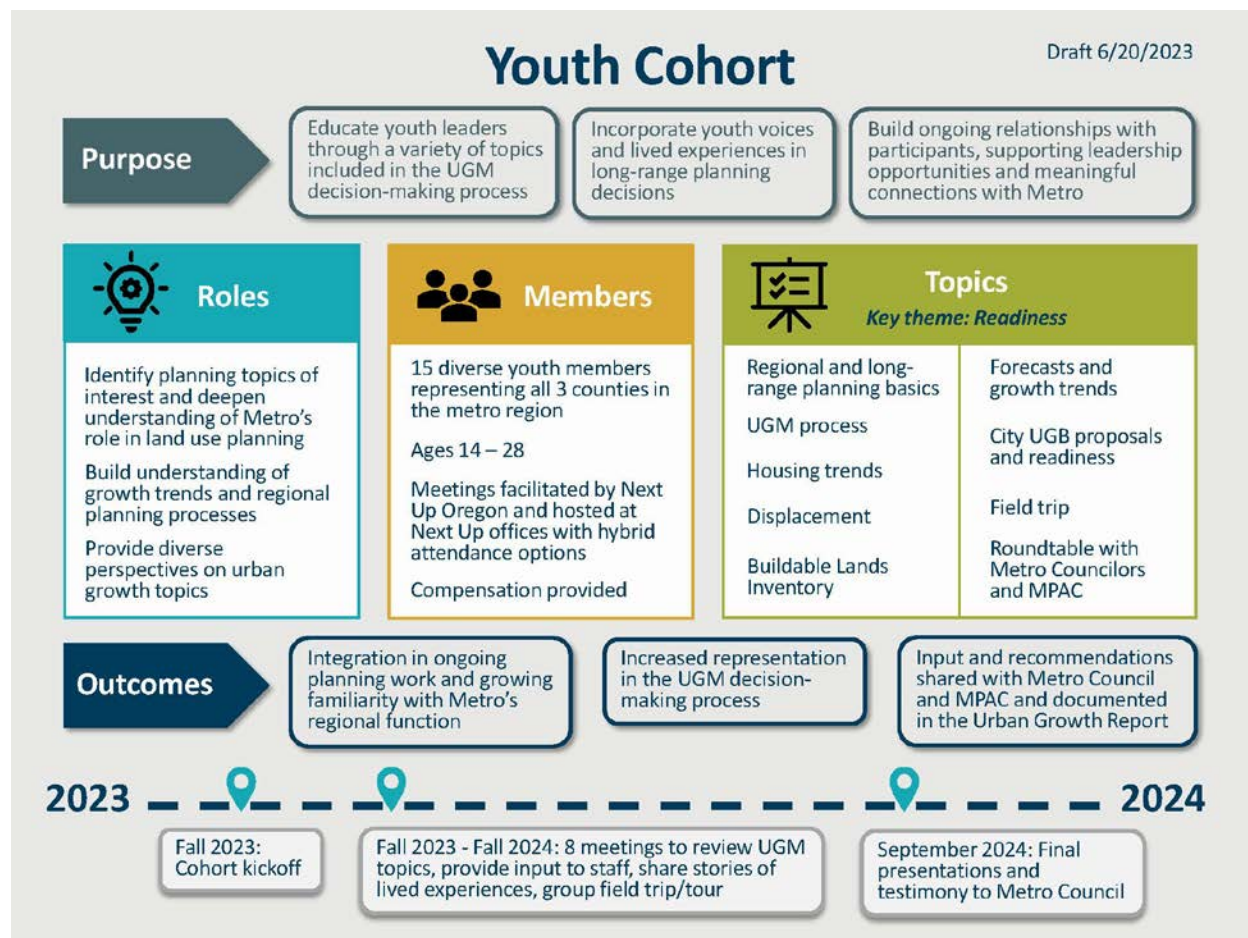 Youth Cohort
Draft 6/20/2023
Purpose
Educate youth leaders
through a variety of topics
included in the UGM
decision-making process
Incorporate youth voices
and lived experiences in
long-range planning
decisions
Build ongoing relationships with
participants, supporting leadership
opportunities and meaningful
connections with Metro
Roles
Identify planning topics of
interest and deepen
understanding of Metro's
role in land use planning
Build understanding of
growth trends and regional
planning processes
Provide diverse
perspectives on urban
growth topics
Members
15 diverse youth members
representing all 3 counties in
the metro region
Ages 14 – 28
Meetings facilitated by Next
Up Oregon and hosted at
Next Up offices with hybrid
attendance options
Compensation provided
Topics
Key theme: Readiness
Regional and long-
range planning basics
UGM process
Housing trends
Displacement
Buildable Lands
Inventory
Forecasts and
growth trends
City UGB proposals
and readiness
Field trip
Roundtable with
Metro Councilors
and MPAC
Outcomes
Integration in ongoing
planning work and growing
familiarity with Metro's
regional function
Increased representation
in the UGM decision-
making process
Input and recommendations
shared with Metro Council
and MPAC and documented
in the Urban Growth Report
2023
2024
Fall 2023:
Cohort kickoff
Fall 2023 - Fall 2024: 8 meetings to review UGM
topics, provide input to staff, share stories of
lived experiences, group field trip/tour
September 2024: Final
presentations and
testimony to Metro Council